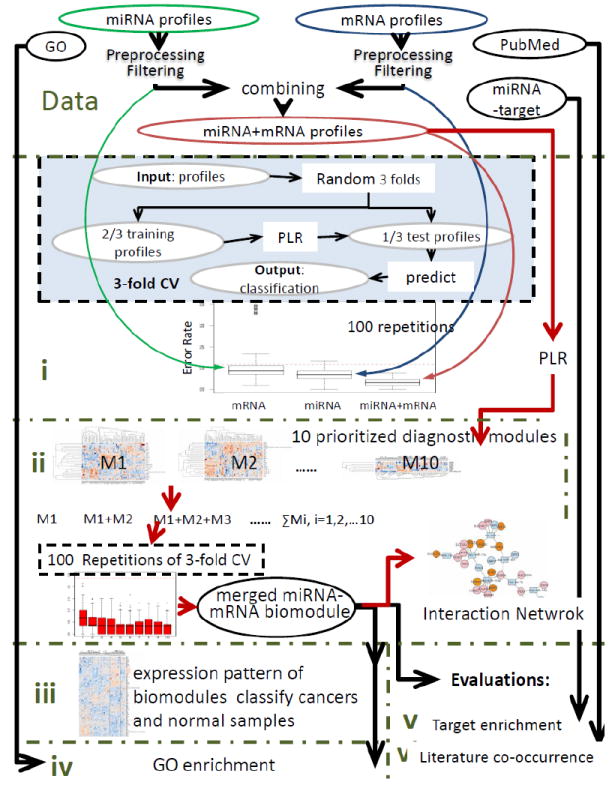 miRNA profiles
mRNA profiles
GO
PubMed
Preprocessing
Filtering
Preprocessing
Filtering
combining
miRNA
-target
Data
miRNA+mRNA profiles
Input: profiles
Random 3 folds
2/3 training
profiles
PLR
1/3 test profiles
Output:
classification
predict
3-fold CV
100 repetitions
Error Rate
i
PLR
mRNA
miRNA
miRNA+mRNA
10 prioritized diagnostic modules
ii
M1
M2
......
M10
M1
M1+M2
M1+M2+M3
......
∑Mi, i=1,2,...10
100 Repetitions of 3-fold CV
merged miRNA-
mRNA biomodule
Interaction Netwrok
iii
expression pattern of
biomodules classify cancers
and normal samples
Evaluations:
v
Target enrichment
v
Literature co-occurrence
iv
GO enrichment